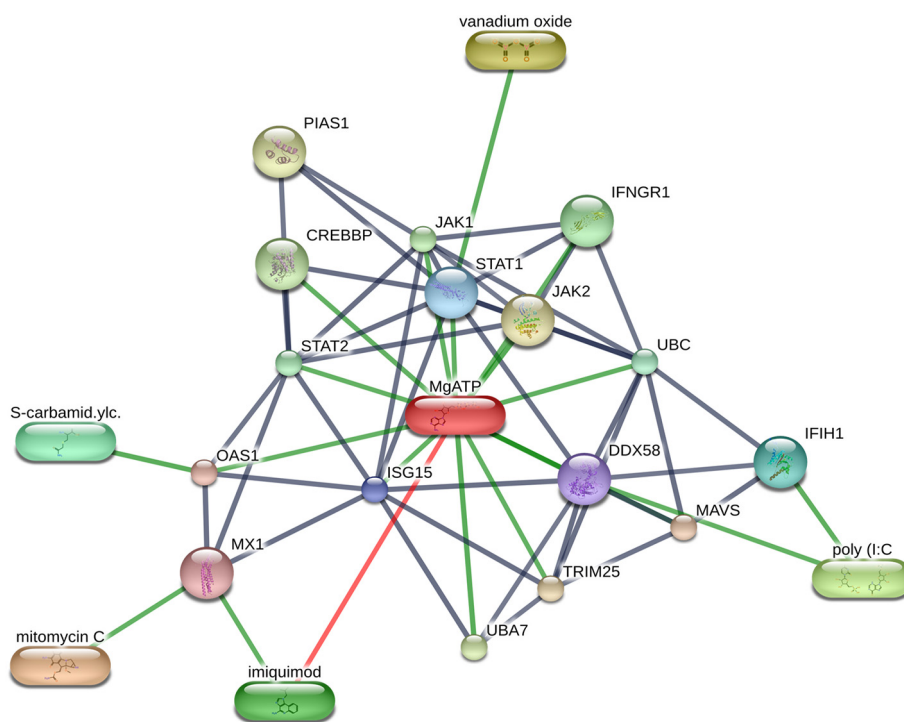 vanadium oxide
PIAS1
IFNGR1
JAK1
CREBBP
STAT1
JAK2
STAT2
UBC
MgATP
S-carbamid.ylc.
IFIH1
OAS1
DDX58
ISG15
MAVS
MX1
poly (I:C
TRIM25
UBA7
mitomycin C
imiquimod